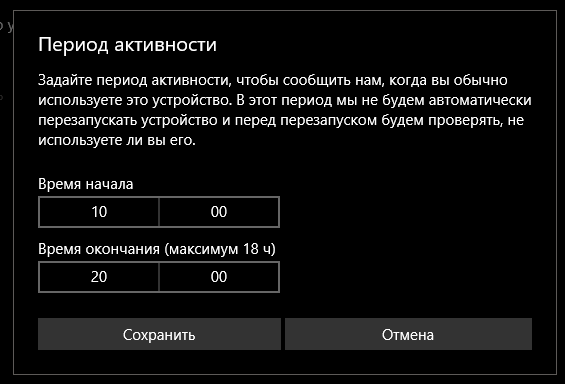 Период активности
Задайте период активности, чтобы сообщить нам, когда вы обычно
используете это устройство. В этот период мы не будем автоматически
перезапускать устройство и перед перезапуском будем проверять, не
используете ли вы его.
Время начала
10 00
Время окончания (максимум 18 ч)
20 00
Сохранить Отмена